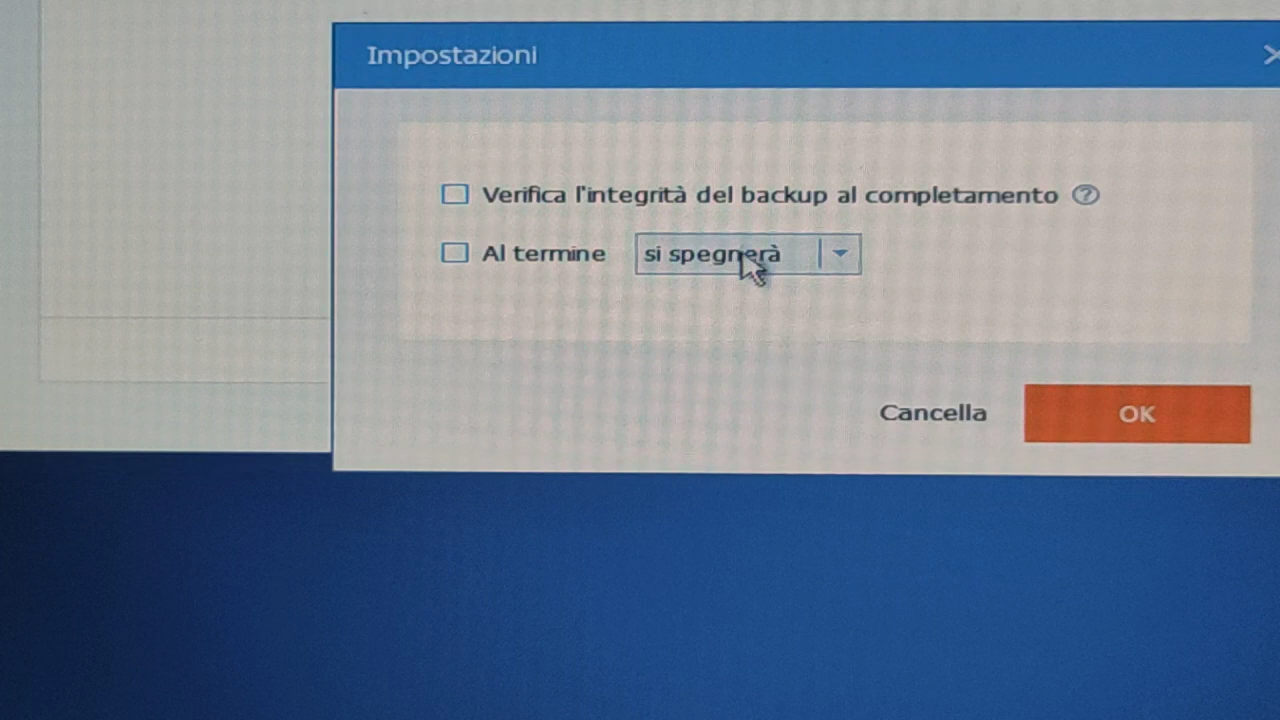 Impostazioni
Verifica l'integrità del backup al completamento ?
Al termine si spegnerà
Cancella OK